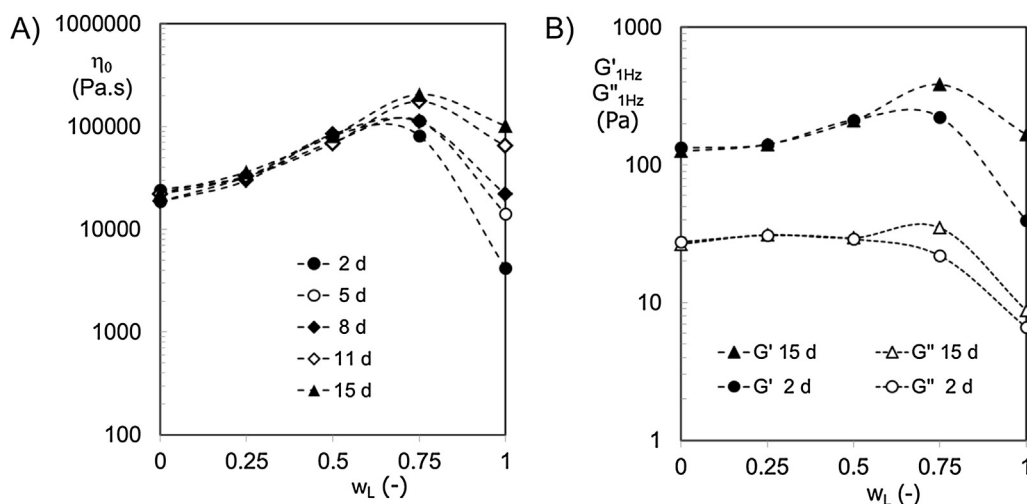 A)
η0
(Pa.s)
1000000
100000
10000
1000
100
2 d
5 d
8 d
11 d
15 d
0 0.25 0.5 0.75 1
wL (-)
B)
G'1Hz
G"1Hz
(Pa)
1000
100
10
1
G' 15 d G" 15 d
G' 2 d G" 2 d
0 0.25 0.5 0.75 1
wL (-)